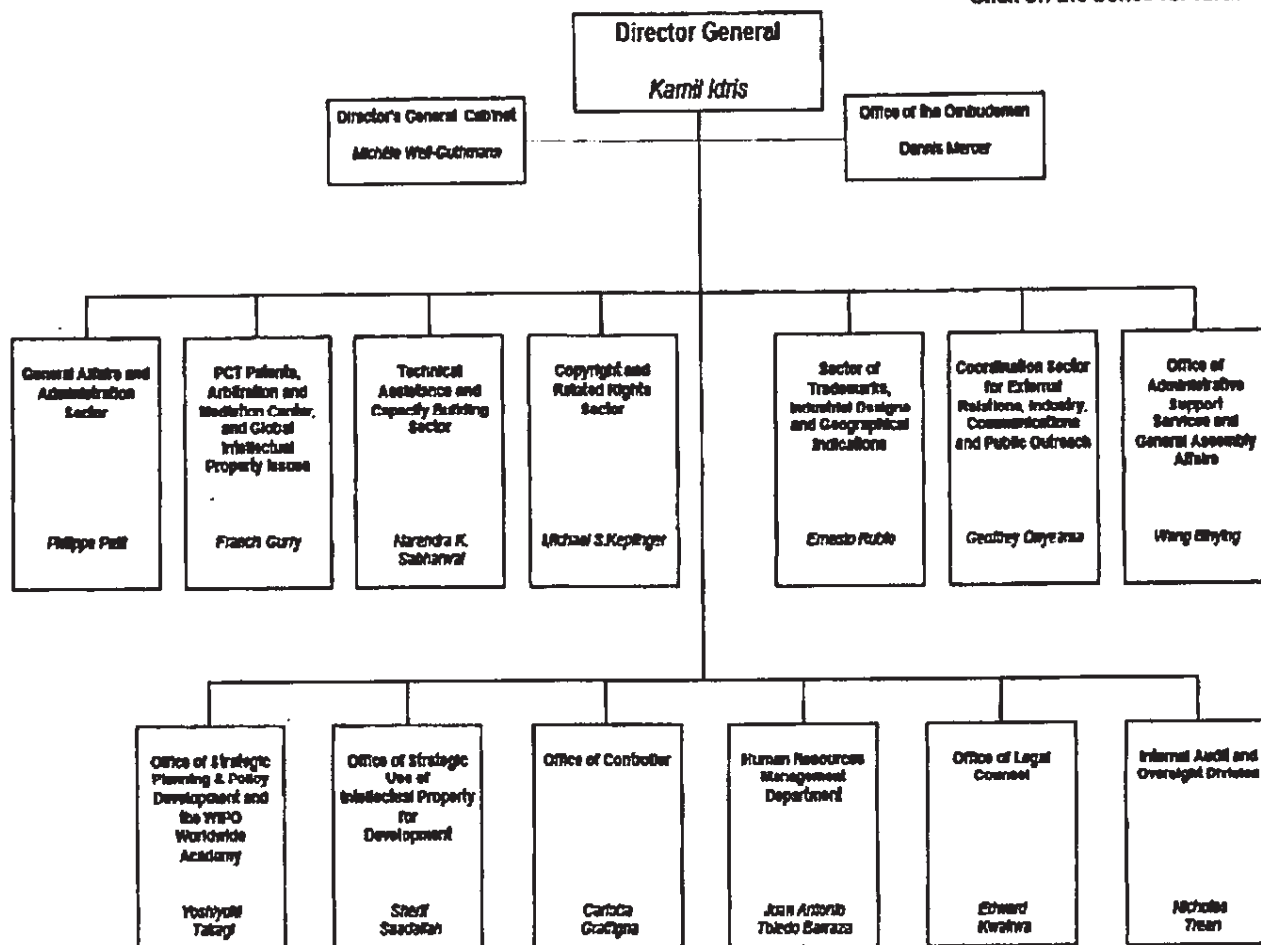 Director General
Kamil Idris
Director's General Cabinet
Michèle Weil-Guthmann
Office of the Ombudsman
Dennis Mercer
General Affairs and
Administration
Sector
Philippe Petit
PCT Patents,
Arbitration and
Mediation Center,
and Global
Intellectual
Property Issues
Francis Gurry
Technical
Assistance and
Capacity Building
Sector
Narendra K.
Sabharwal
Copyright and
Related Rights
Sector
Michael S.Keplinger
Sector of
Trademarks,
Industrial Designs
and Geographical
Indications
Ernesto Rubio
Coordination Sector
for External
Relations, Industry,
Communications
and Public Outreach
Geoffrey Onyeama
Office of
Administrative
Support
Services and
General Assembly
Affairs
Wang Binying
Office of Strategic
Planning & Policy
Development and
the WIPO
Worldwide
Academy
Yoshiyuki
Takagi
Office of Strategic
Use of
Intellectual Property
for
Development
Sherif
Saadallah
Office of Controller
Carlotta
Graffigna
Human Resources
Management
Department
Juan Antonio
Toledo Barraza
Office of Legal
Counsel
Edward
Kwakwa
Internal Audit and
Oversight Division
Nicholas
Treen